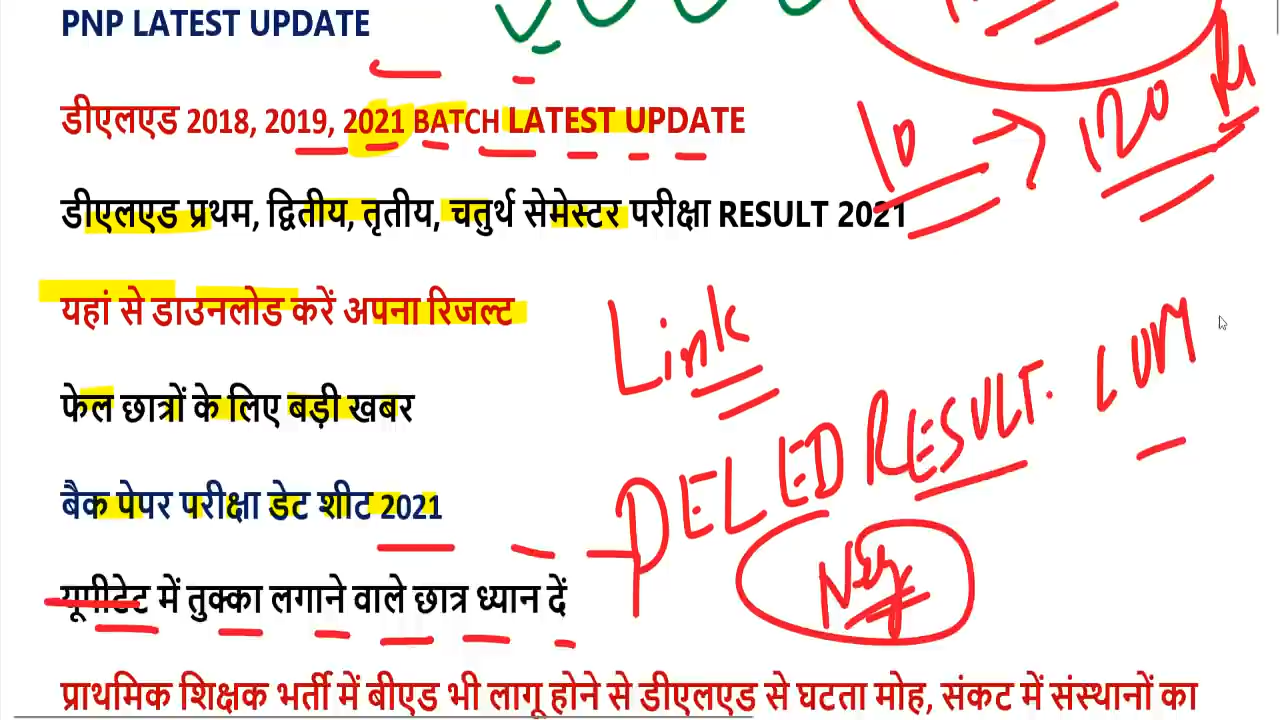 PNP LATEST UPDATE
डीएलएड 2018, 2019, 2021 BATCH LATEST UPDATE
10 → 120
डीएलएड प्रथम, द्वितीय, तृतीय, चतुर्थ सेमेस्टर परीक्षा RESULT 2021
यहां से डाउनलोड करें अपना रिजल्ट
Link
फेल छात्रों के लिए बड़ी खबर
DELED RESULT. COM
बैक पेपर परीक्षा डेट शीट 2021
यूपीटेट में तुक्का लगाने वाले छात्र ध्यान दें
प्राथमिक शिक्षक भर्ती में बीएड भी लागू होने से डीएलएड से घटता मोह, संकट में संस्थानों का